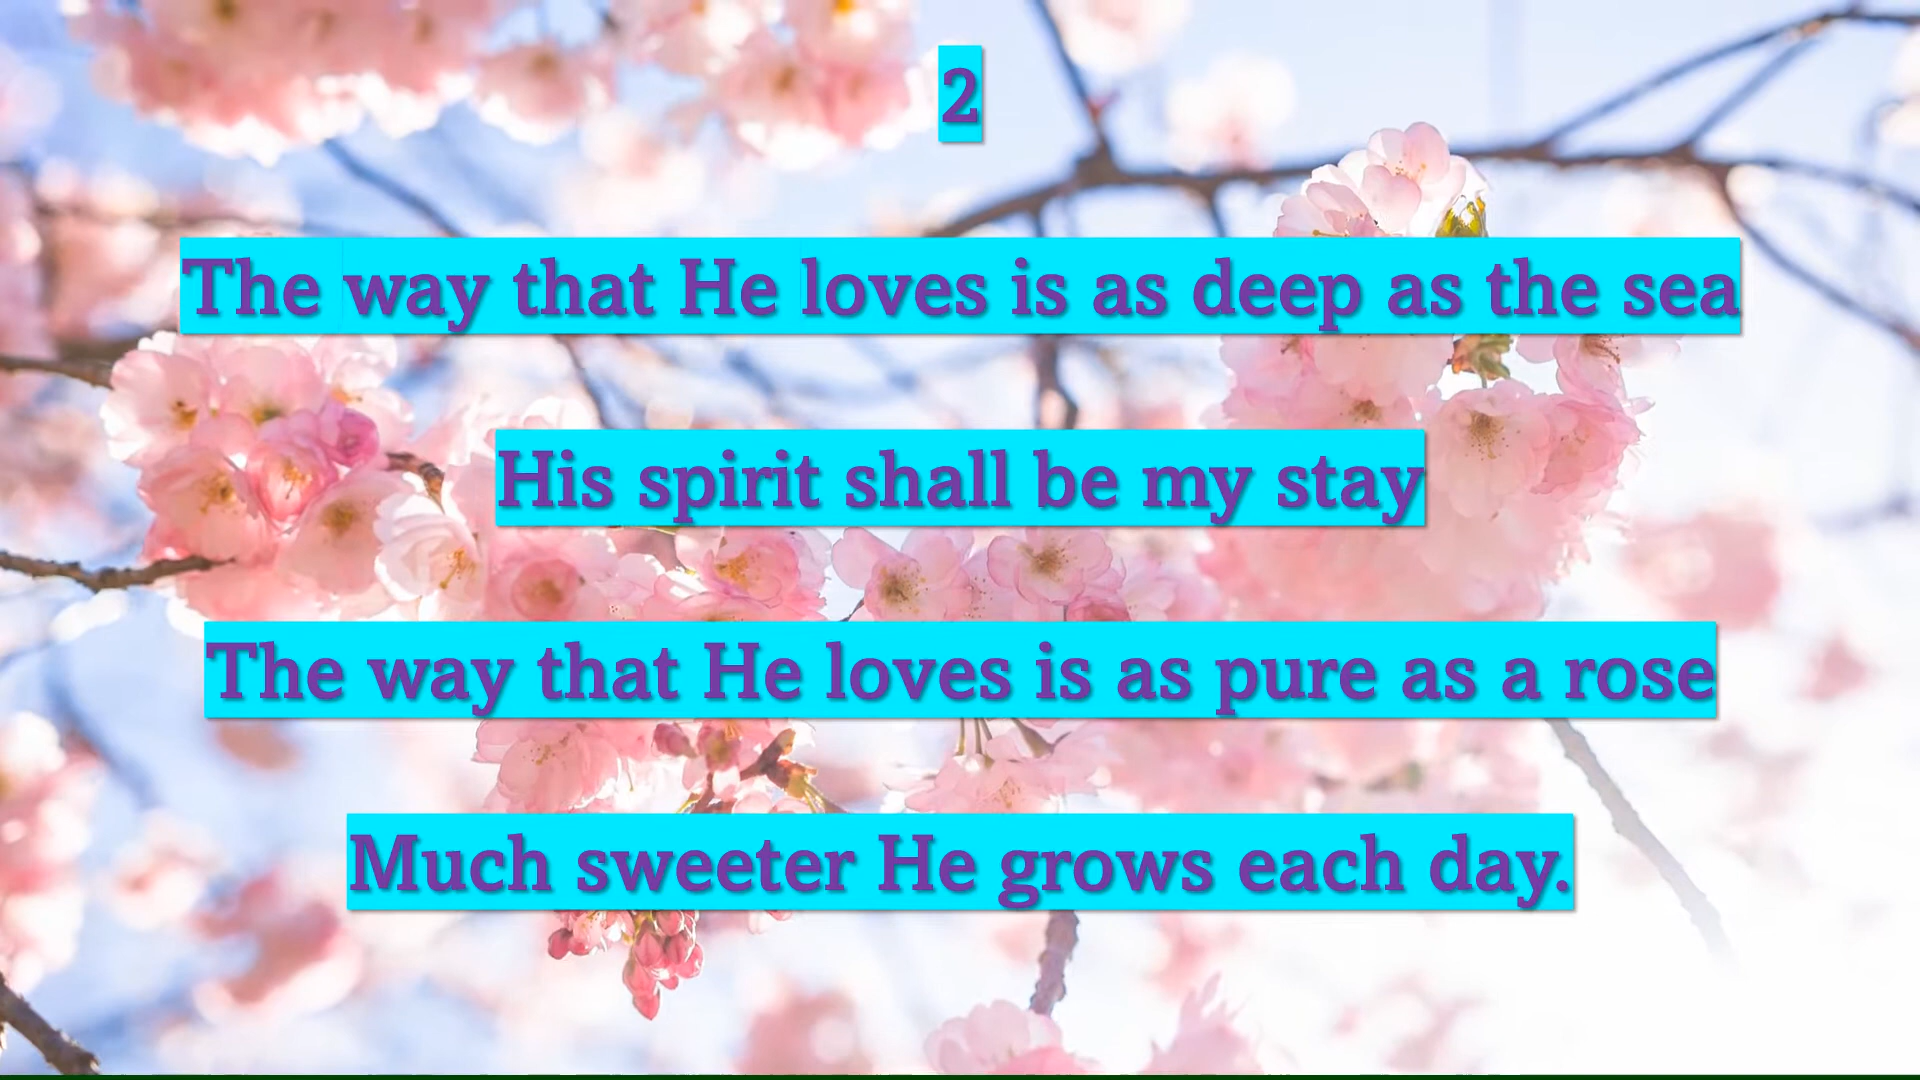 2
The way that He loves is as deep as the sea
His spirit shall be my stay
The way that He loves is as pure as a rose
Much sweeter He grows each day.